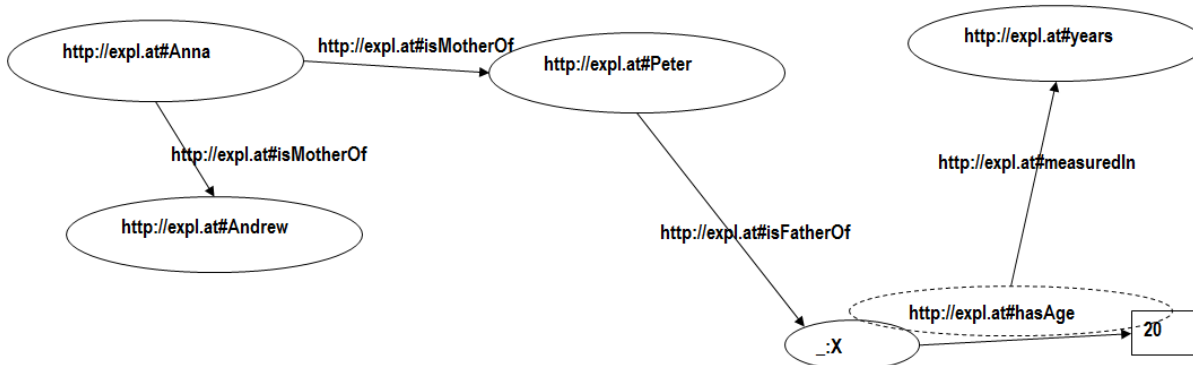 http://expl.at#Anna
http://expl.at#isMotherOf
http://expl.at#Peter
http://expl.at#years
http://expl.at#isMotherOf
http://expl.at#measuredIn
http://expl.at#Andrew
http://expl.at#isFatherOf
http://expl.at#hasAge
_:X
20